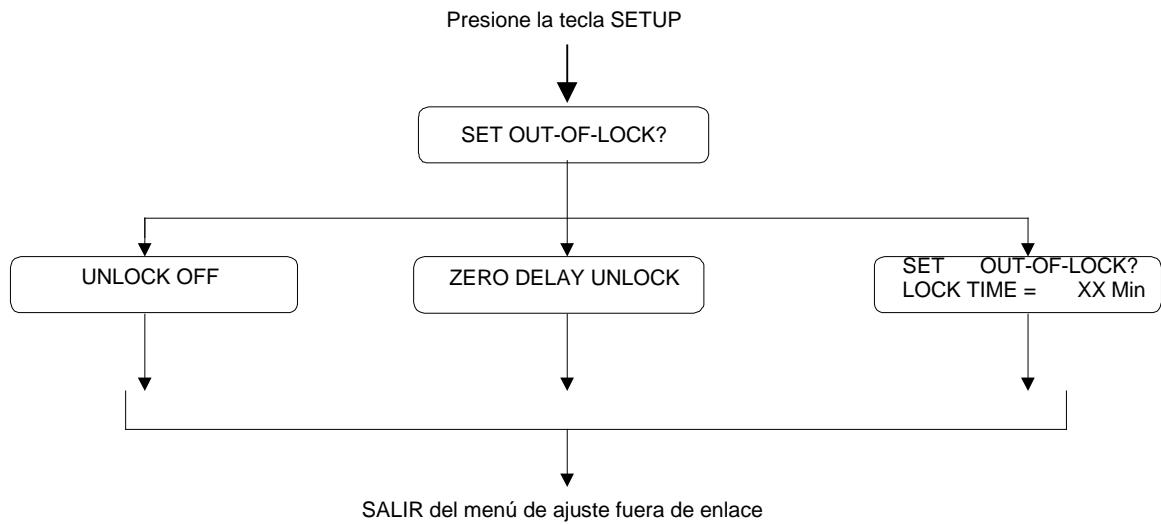 Presione la tecla SETUP
SET OUT-OF-LOCK?
UNLOCK OFF
ZERO DELAY UNLOCK
SET OUT-OF-LOCK?
LOCK TIME = XX Min
SALIR del menú de ajuste fuera de enlace